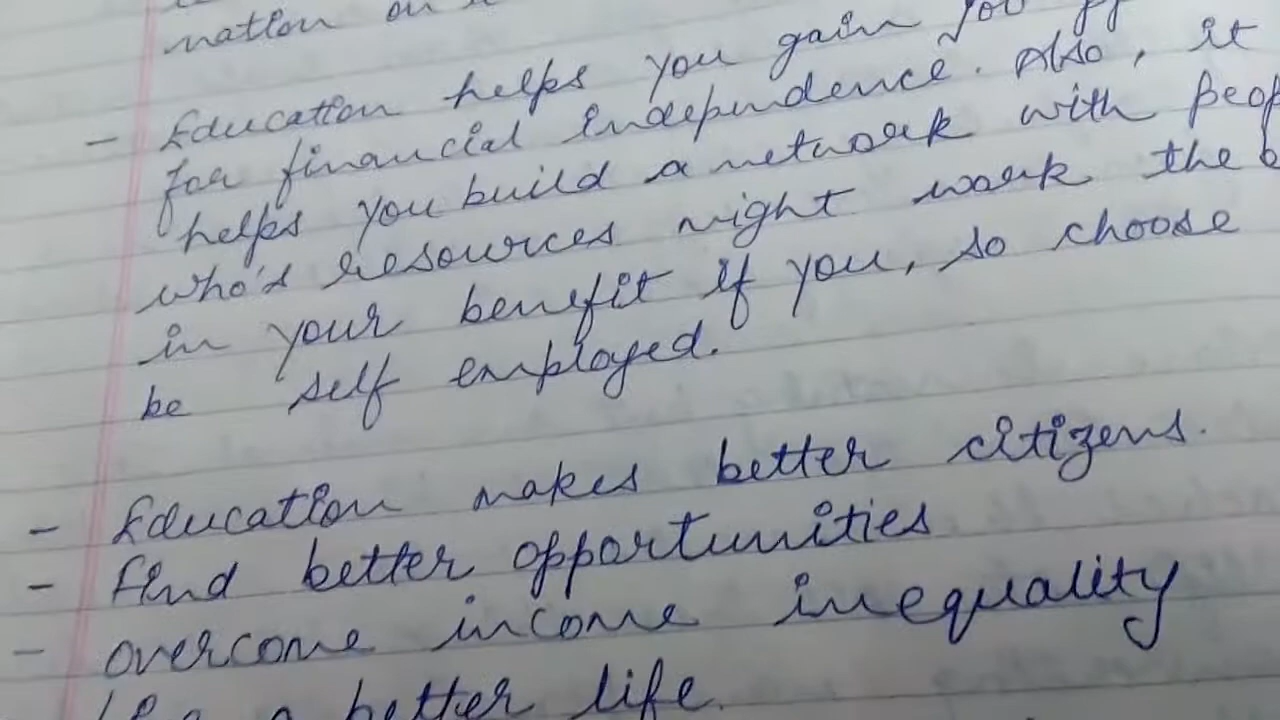 nation on
- Education helps you gain job
for financial independence. Also, it
helps you build a network with
who's resources might work the
in your benefit if you, so choose
be self employed.
- Education makes better citizens.
- find better opportunities
- overcome income inequality
a better life.